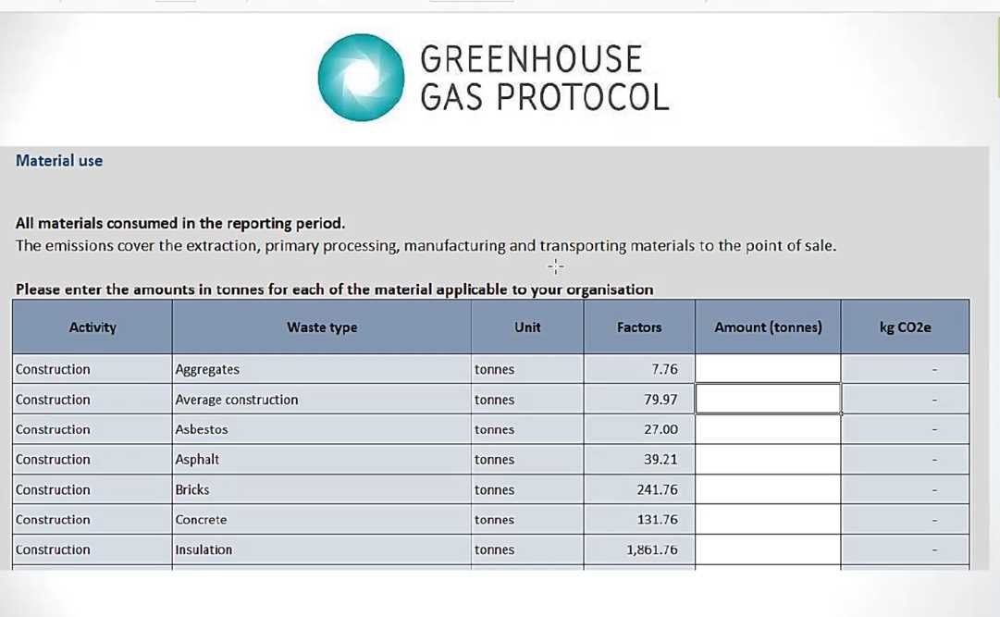 GREENHOUSE
GAS PROTOCOL
Material use
All materials consumed in the reporting period.
The emissions cover the extraction, primary processing, manufacturing and transporting materials to the point of sale.
Please enter the amounts in tonnes for each of the material applicable to your organisation
Activity Waste type Unit Factors Amount (tonnes) kg CO2e
Construction Aggregates tonnes 7.76 -
Construction Average construction tonnes 79.97 -
Construction Asbestos tonnes 27.00 -
Construction Asphalt tonnes 39.21 -
Construction Bricks tonnes 241.76 -
Construction Concrete tonnes 131.76 -
Construction Insulation tonnes 1,861.76 -